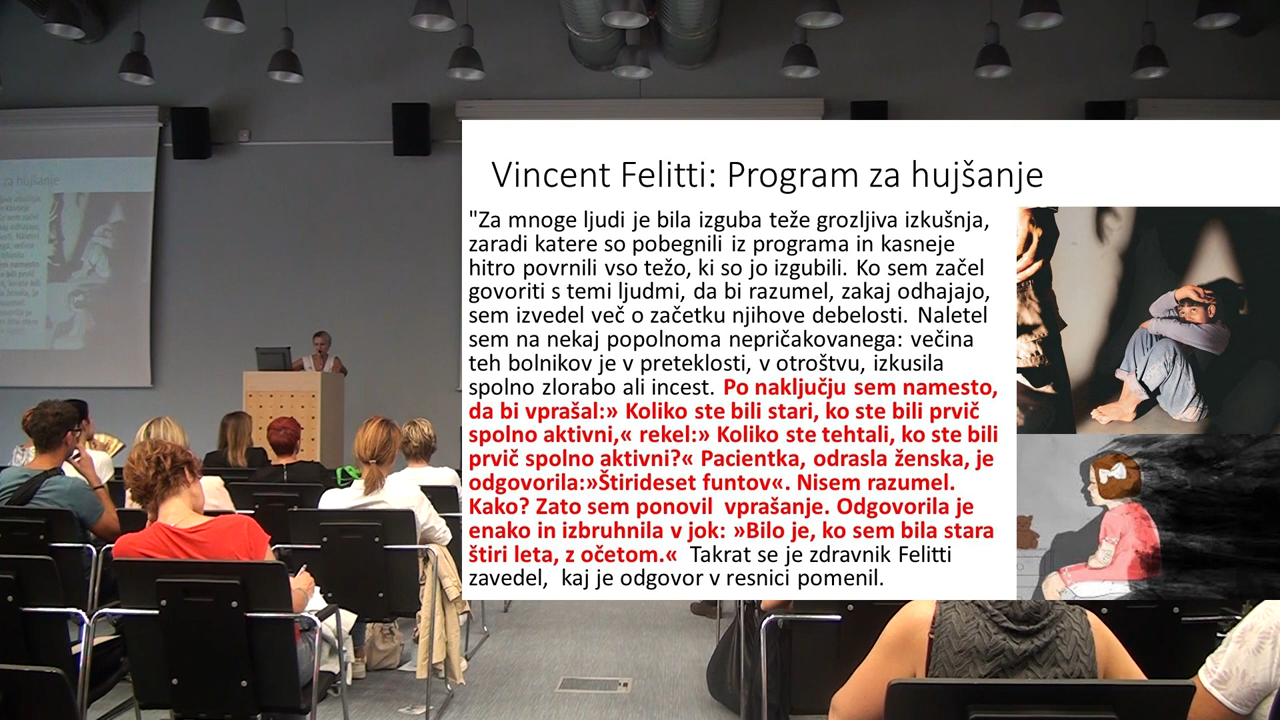 za hujšanje
Vincent Felitti: Program za hujšanje
"Za mnoge ljudi je bila izguba teže grozljiva izkušnja,
zaradi katere so pobegnili iz programa in kasneje
hitro povrnili vso težo, ki so jo izgubili. Ko sem začel
govoriti s temi ljudmi, da bi razumel, zakaj odhajajo,
sem izvedel več o začetku njihove debelosti. Naletel
sem na nekaj popolnoma nepričakovanega: večina
teh bolnikov je v preteklosti, v otroštvu, izkusila
spolno zlorabo ali incest. Po naključju sem namesto,
da bi vprašal:» Koliko ste bili stari, ko ste bili prvič
spolno aktivni,« rekel:» Koliko ste tehtali, ko ste bili
prvič spolno aktivni?« Pacientka, odrasla ženska, je
odgovorila:»Štirideset funtov«. Nisem razumel.
Kako? Zato sem ponovil  vprašanje. Odgovorila je
enako in izbruhnila v jok: »Bilo je, ko sem bila stara
štiri leta, z očetom.«  Takrat se je zdravnik Felitti
zavedel,  kaj je odgovor v resnici pomenil.